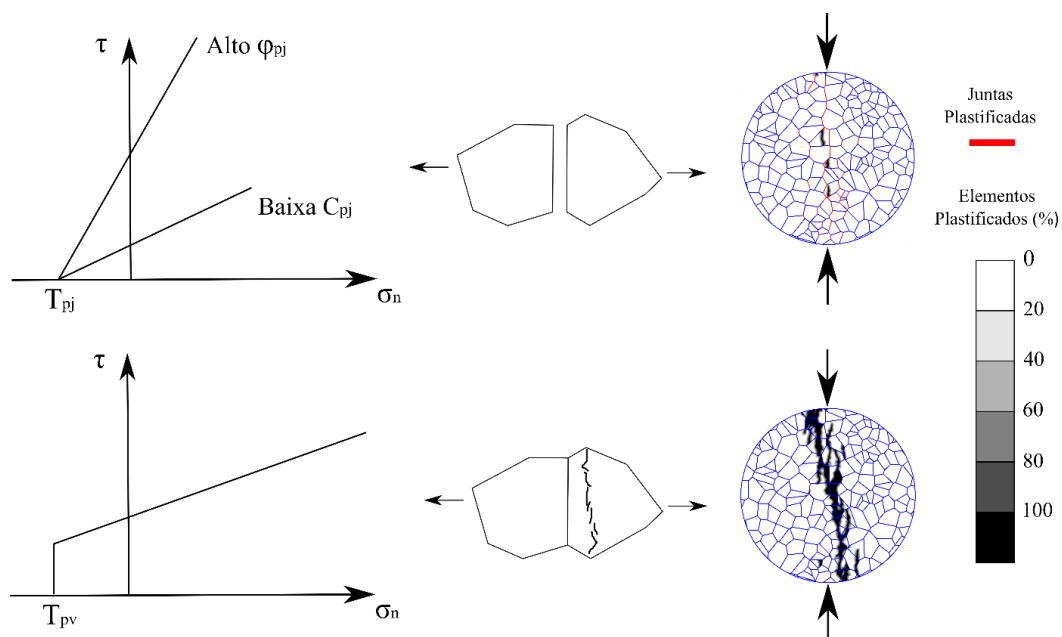 τ
Alto φpj
Baixa Cpj
Tpj
σn
Juntas
Plastificadas
Elementos
Plastificados (%)
0
20
40
60
80
100
τ
Tpv
σn